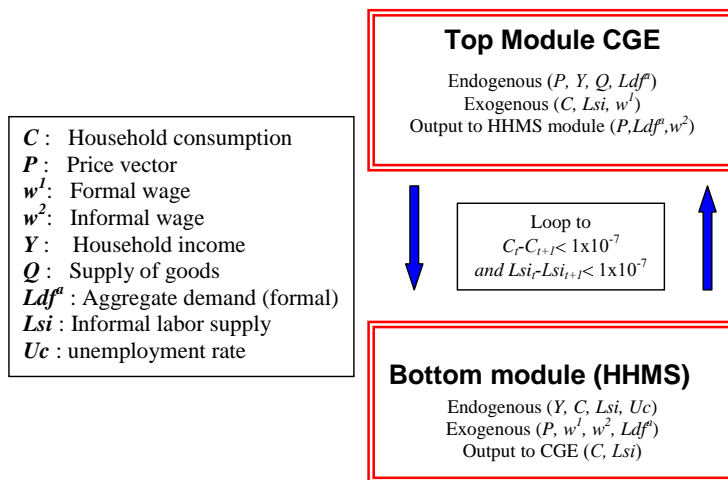 Top Module CGE
Endogenous (P, Y, Q, Ldfᵃ)
Exogenous (C, Lsi, w¹)
Output to HHMS module (P,Ldfᵃ,w²)
C : Household consumption
P : Price vector
w¹: Formal wage
w²: Informal wage
Y : Household income
Q : Supply of goods
Ldfᵃ : Aggregate demand (formal)
Lsi : Informal labor supply
Uc : unemployment rate
Loop to
Cₜ-Cₜ₊₁< 1x10⁻⁷
and Lsiₜ-Lsiₜ₊₁< 1x10⁻⁷
Bottom module (HHMS)
Endogenous (Y, C, Lsi, Uc)
Exogenous (P, w¹, w², Ldfᵃ)
Output to CGE (C, Lsi)